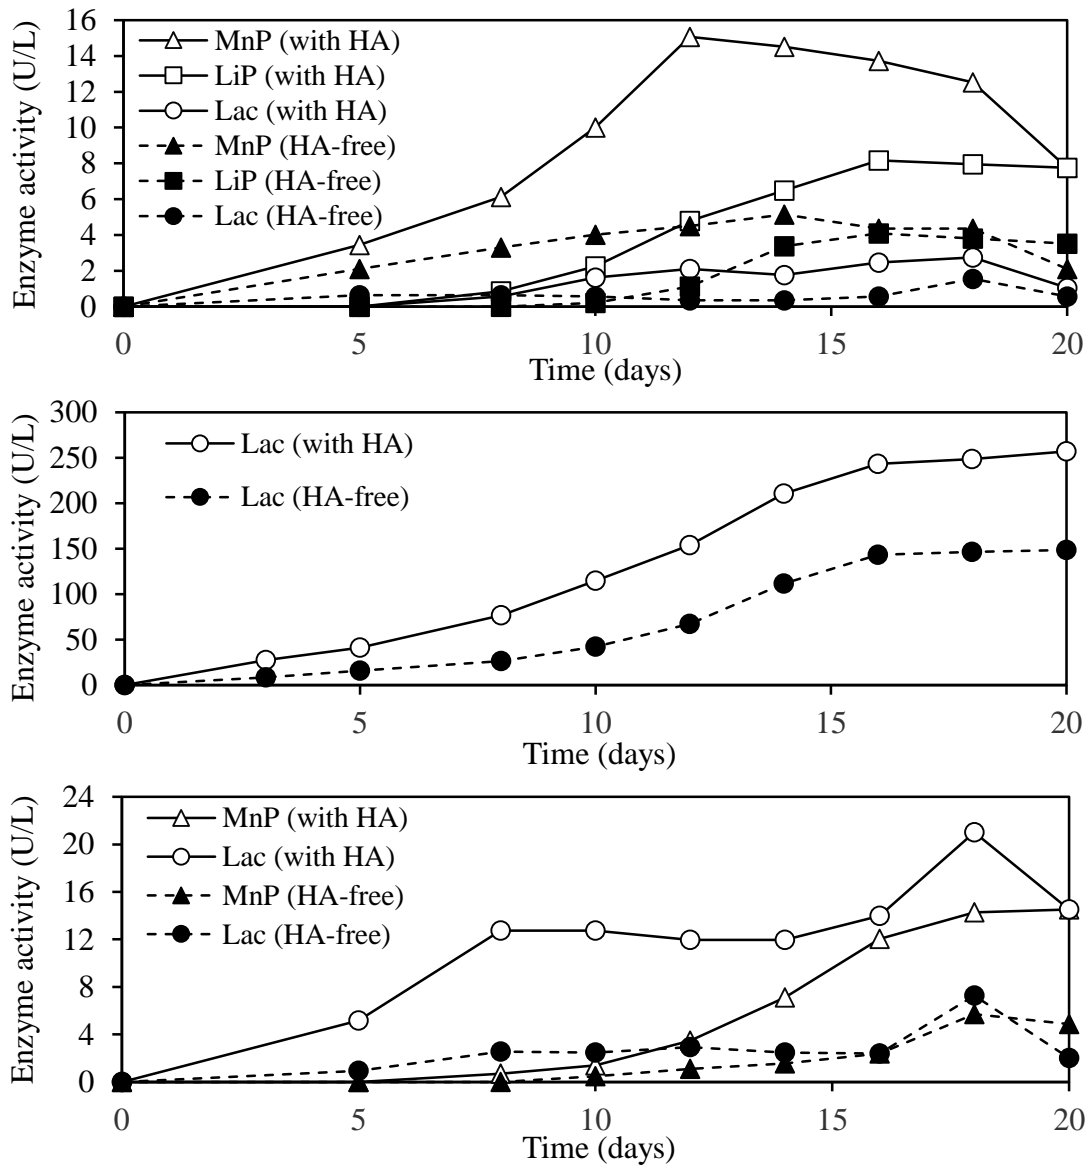 Enzyme activity (U/L)
16
14
12
10
8
6
4
2
0
MnP (with HA)
LiP (with HA)
Lac (with HA)
MnP (HA-free)
LiP (HA-free)
Lac (HA-free)
0 5 10 15 20
Time (days)
Enzyme activity (U/L)
300
250
200
150
100
50
0
Lac (with HA)
Lac (HA-free)
0 5 10 15 20
Time (days)
Enzyme activity (U/L)
24
20
16
12
8
4
0
MnP (with HA)
Lac (with HA)
MnP (HA-free)
Lac (HA-free)
0 5 10 15 20
Time (days)